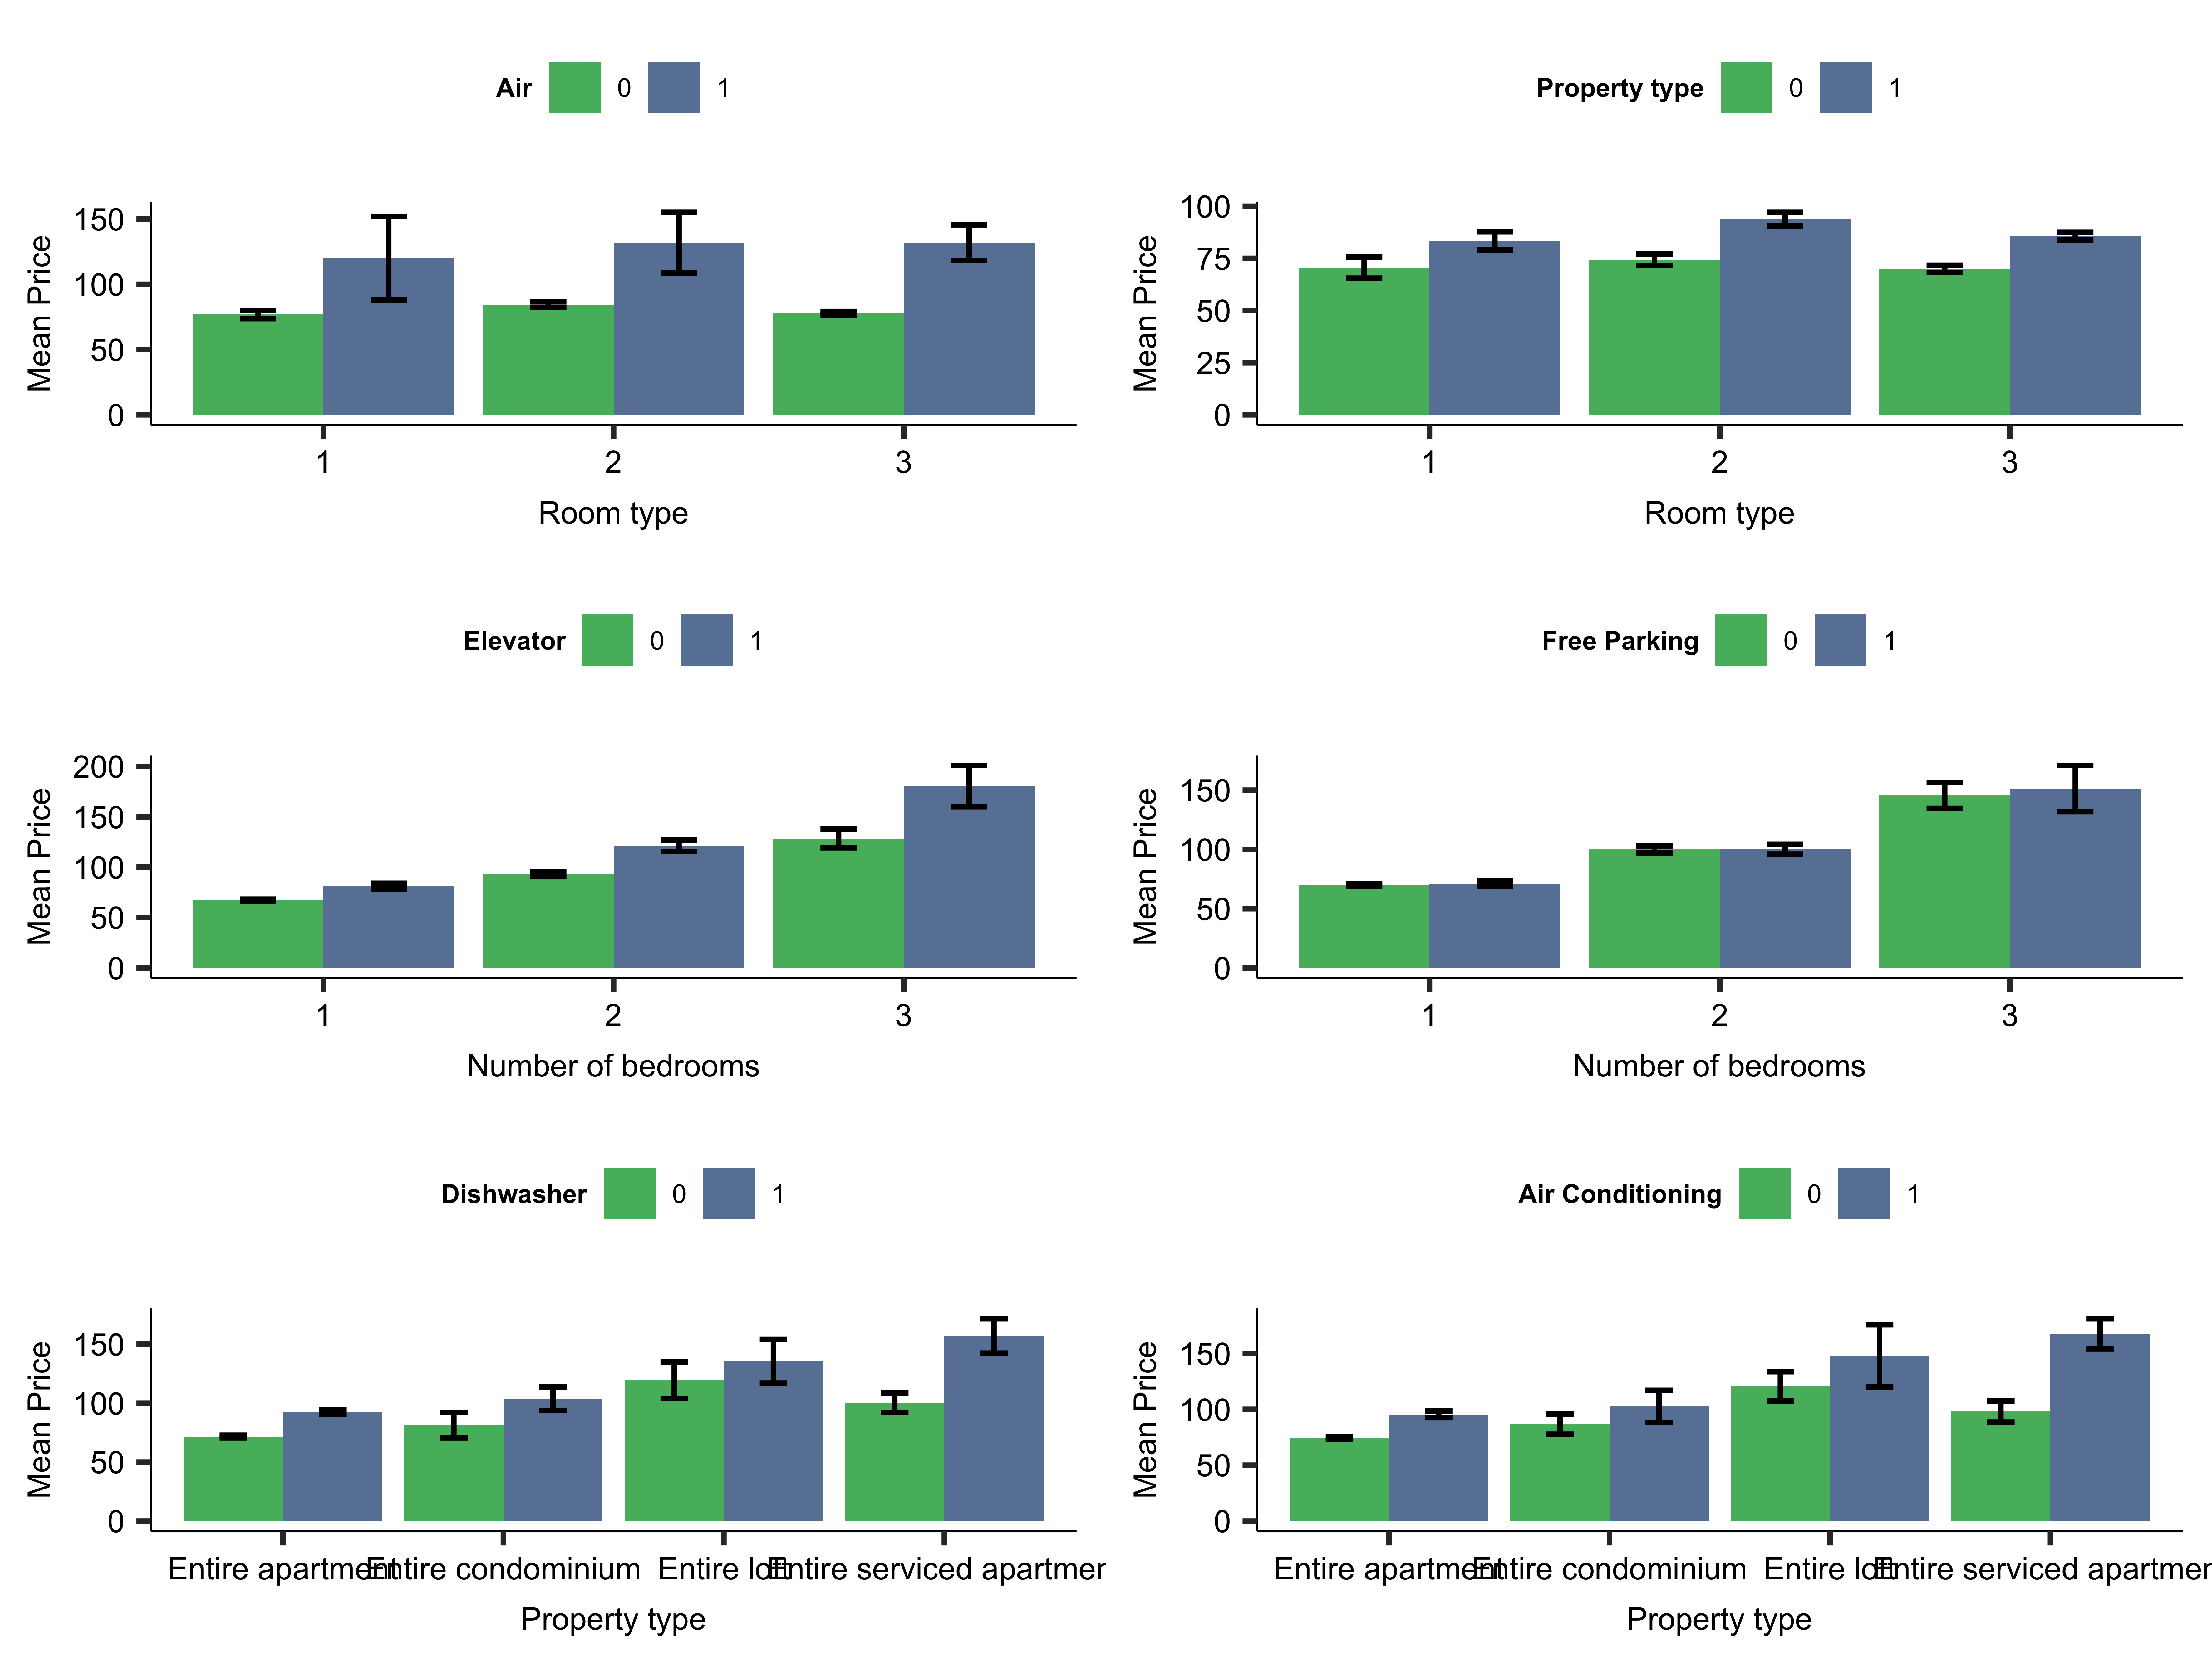 Air 0 1
Mean Price
150
100
50
0
1 2 3
Room type
Property type 0 1
Mean Price
100
75
50
25
0
1 2 3
Room type
Elevator 0 1
Mean Price
200
150
100
50
0
1 2 3
Number of bedrooms
Free Parking 0 1
Mean Price
150
100
50
0
1 2 3
Number of bedrooms
Dishwasher 0 1
Mean Price
150
100
50
0
Entire apartment Entire condominium Entire loft Entire serviced apartmer
Property type
Air Conditioning 0 1
Mean Price
150
100
50
0
Entire apartment Entire condominium Entire loft Entire serviced apartmer
Property type